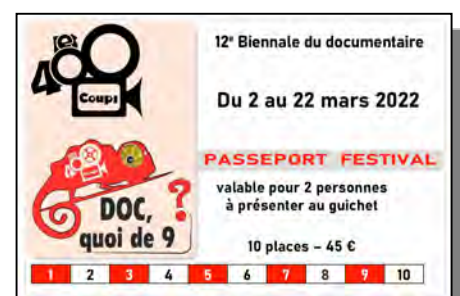 les
400
Coups
DOC,
quoi de 9
?
12e Biennale du documentaire
Du 2 au 22 mars 2022
PASSEPORT FESTIVAL
valable pour 2 personnes
à présenter au guichet
10 places – 45 €
1 2 3 4 5 6 7 8 9 10